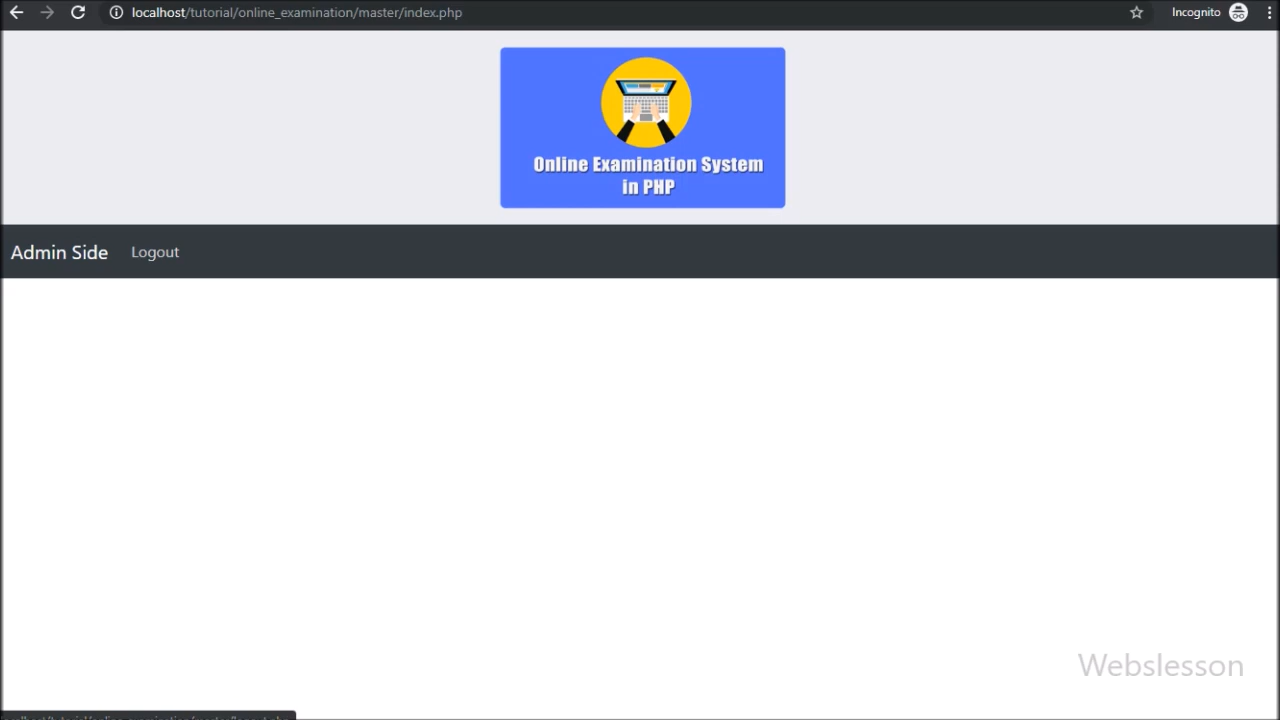 localhost/tutorial/online_examination/master/index.php
Incognito
Online Examination System
in PHP
Admin Side
Logout
Webslesson